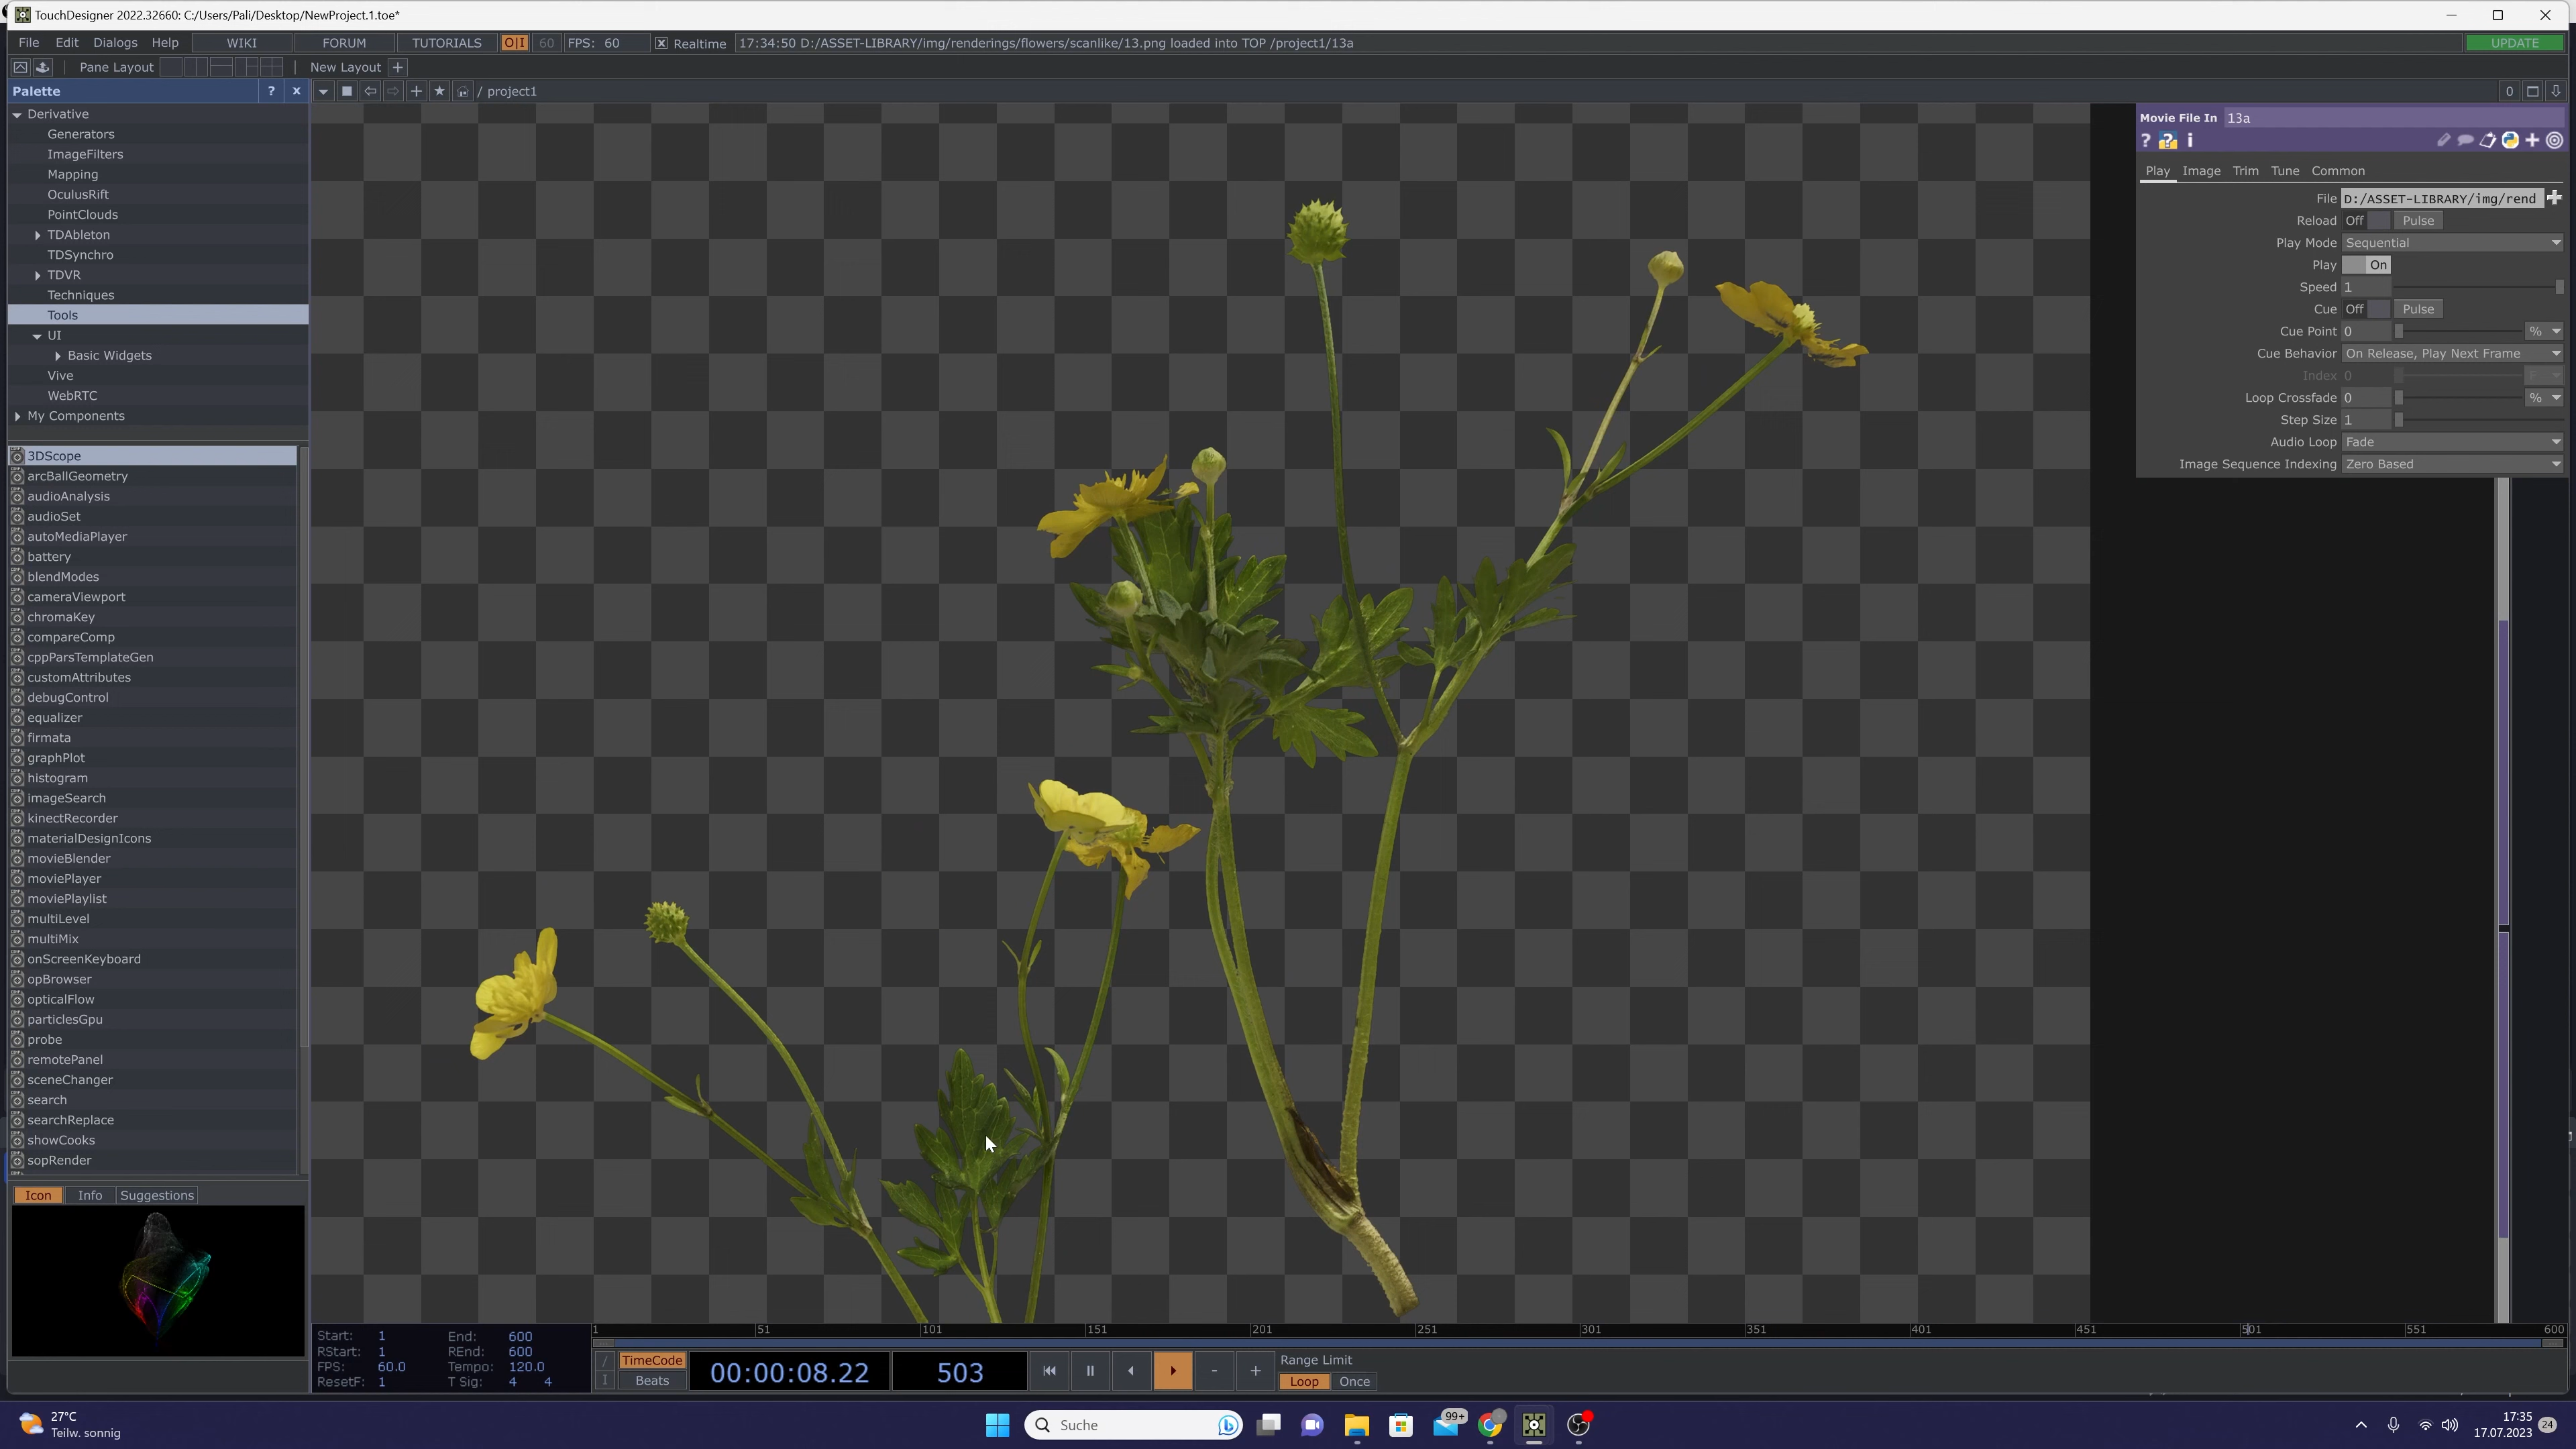 TouchDesigner 2022.32660: C:/Users/Pali/Desktop/NewProject.1.toe*
File Edit Dialogs Help WIKI FORUM TUTORIALS O|I 60 FPS: 60 Realtime 17:34:50 D:/ASSET-LIBRARY/img/renderings/flowers/scanlike/13.png loaded into TOP /project1/13a UPDATE
Pane Layout New Layout +
Palette ? x / project1 0
Derivative
Generators
ImageFilters
Mapping
OculusRift
PointClouds
TDAbleton
TDSynchro
TDVR
Techniques
Tools
UI
Basic Widgets
Vive
WebRTC
My Components
3DScope
arcBallGeometry
audioAnalysis
audioSet
autoMediaPlayer
battery
blendModes
cameraViewport
chromaKey
compareComp
cppParsTemplateGen
customAttributes
debugControl
equalizer
firmata
graphPlot
histogram
imageSearch
kinectRecorder
materialDesignIcons
movieBlender
moviePlayer
moviePlaylist
multiLevel
multiMix
onScreenKeyboard
opBrowser
opticalFlow
particlesGpu
probe
remotePanel
sceneChanger
search
searchReplace
showCooks
sopRender
Icon Info Suggestions
Movie File In 13a
? ? i
Play Image Trim Tune Common
File D:/ASSET-LIBRARY/img/rend
Reload Off Pulse
Play Mode Sequential
Play On
Speed 1
Cue Off Pulse
Cue Point 0 %
Cue Behavior On Release, Play Next Frame
Index 0 F
Loop Crossfade 0 %
Step Size 1
Audio Loop Fade
Image Sequence Indexing Zero Based
1 51 101 151 201 251 301 351 401 451 501 551 600
Start: 1 End: 600
RStart: 1 REnd: 600
FPS: 60.0 Tempo: 120.0
ResetF: 1 T Sig: 4 4
/ I
TimeCode
Beats
00:00:08.22 503
- +
Range Limit
Loop Once
27°C
Teilw. sonnig
Suche
99+
17:35
17.07.2023
24